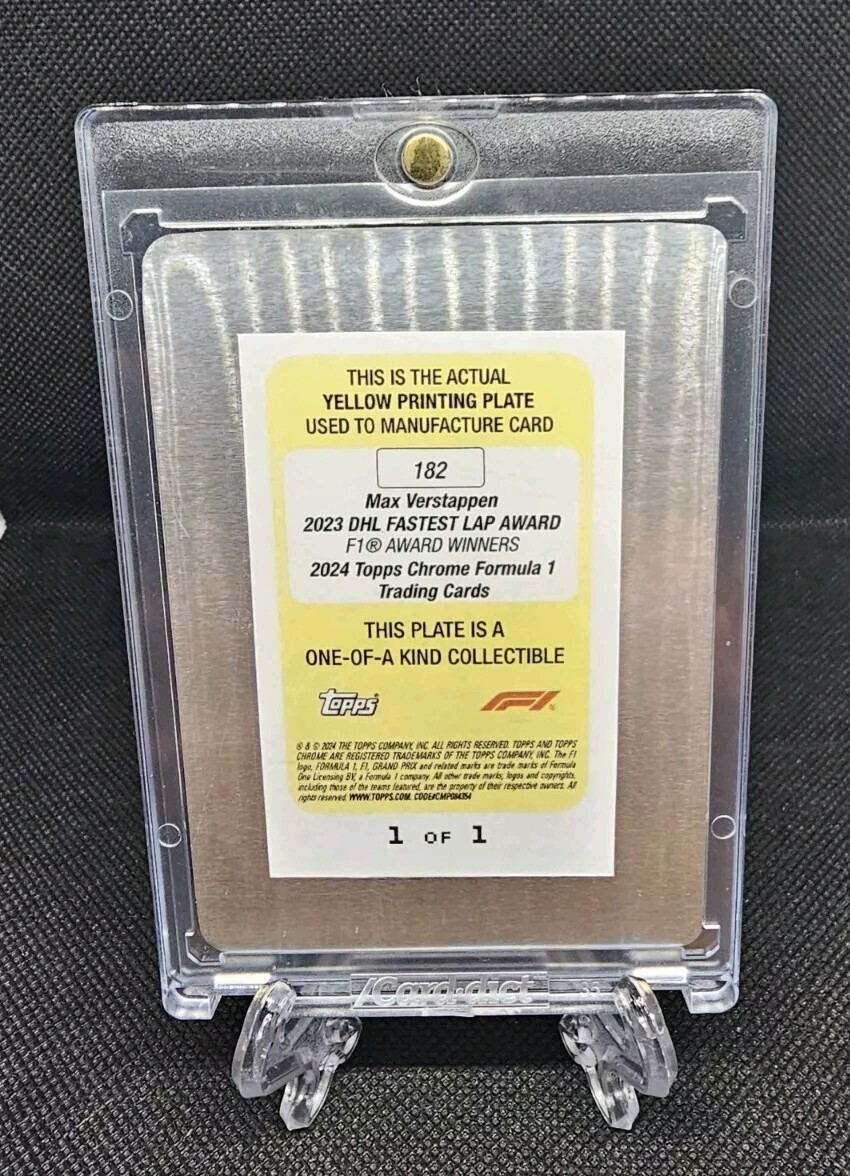 THIS IS THE ACTUAL
YELLOW PRINTING PLATE
USED TO MANUFACTURE CARD
182
Max Verstappen
2023 DHL FASTEST LAP AWARD
F1® AWARD WINNERS
2024 Topps Chrome Formula 1
Trading Cards
THIS PLATE IS A
ONE-OF-A KIND COLLECTIBLE
topps
F1
® & © 2024 THE TOPPS COMPANY, INC. ALL RIGHTS RESERVED. TOPPS AND TOPPS
CHROME ARE REGISTERED TRADEMARKS OF THE TOPPS COMPANY, INC. The F1
logo, FORMULA 1, F1, GRAND PRIX and related marks are trade marks of Formula
One Licensing BV, a Formula 1 company. All other trade marks, logos and copyrights,
including those of the teams featured, are the property of their respective owners. All
rights reserved. WWW.TOPPS.COM. CODE#CMP084354
1 OF 1
Card·dict